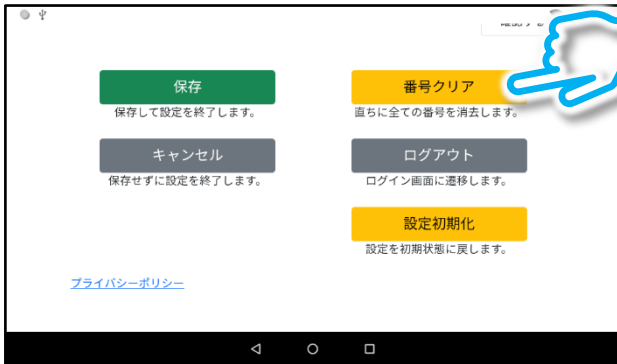 保存
保存して設定を終了します。
番号クリア
直ちに全ての番号を消去します。
キャンセル
保存せずに設定を終了します。
ログアウト
ログイン画面に遷移します。
設定初期化
設定を初期状態に戻します。
プライバシーポリシー